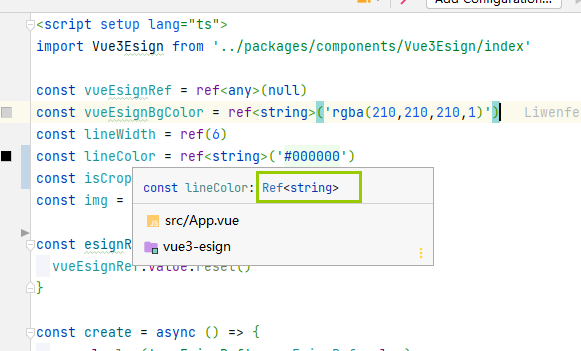 Add Configuration...
<script setup lang="ts">
import Vue3Esign from '../packages/components/Vue3Esign/index'
const vueEsignRef = ref<any>(null)
const vueEsignBgColor = ref<string>('rgba(210,210,210,1)') Liwenfe
const lineWidth = ref(6)
const lineColor = ref<string>('#000000')
const isCrop
const lineColor: Ref<string>
const img =
src/App.vue
const esignR
vue3-esign
vueEsignRef.value.reset()
}
const create = async () => {